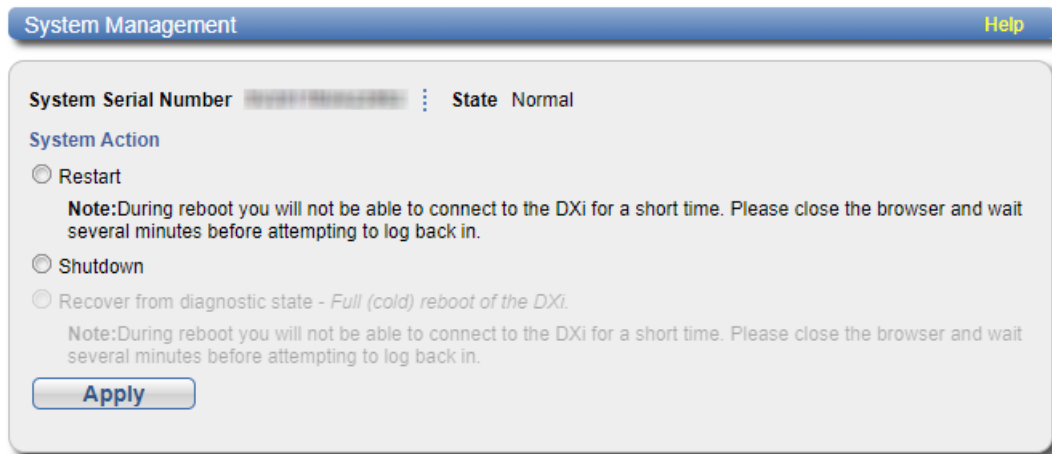 System Management Help
System Serial Number State Normal
System Action
Restart
Note:During reboot you will not be able to connect to the DXi for a short time. Please close the browser and wait
several minutes before attempting to log back in.
Shutdown
Recover from diagnostic state - Full (cold) reboot of the DXi.
Note:During reboot you will not be able to connect to the DXi for a short time. Please close the browser and wait
several minutes before attempting to log back in.
Apply